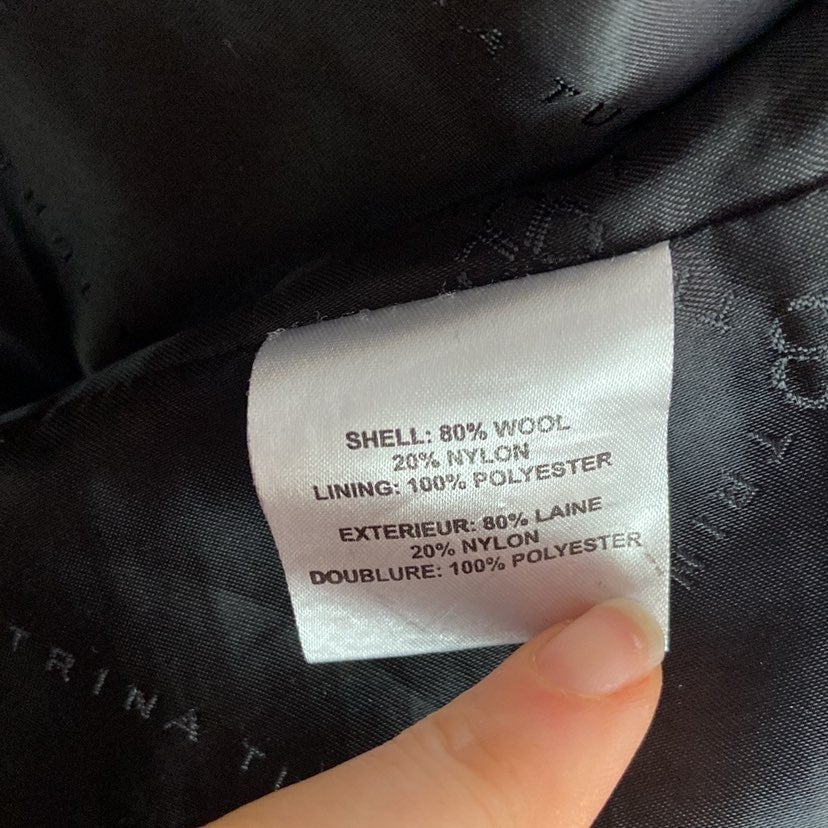 SHELL: 80% WOOL
20% NYLON
LINING: 100% POLYESTER
EXTERIEUR: 80% LAINE
20% NYLON
DOUBLURE: 100% POLYESTER
TRINA